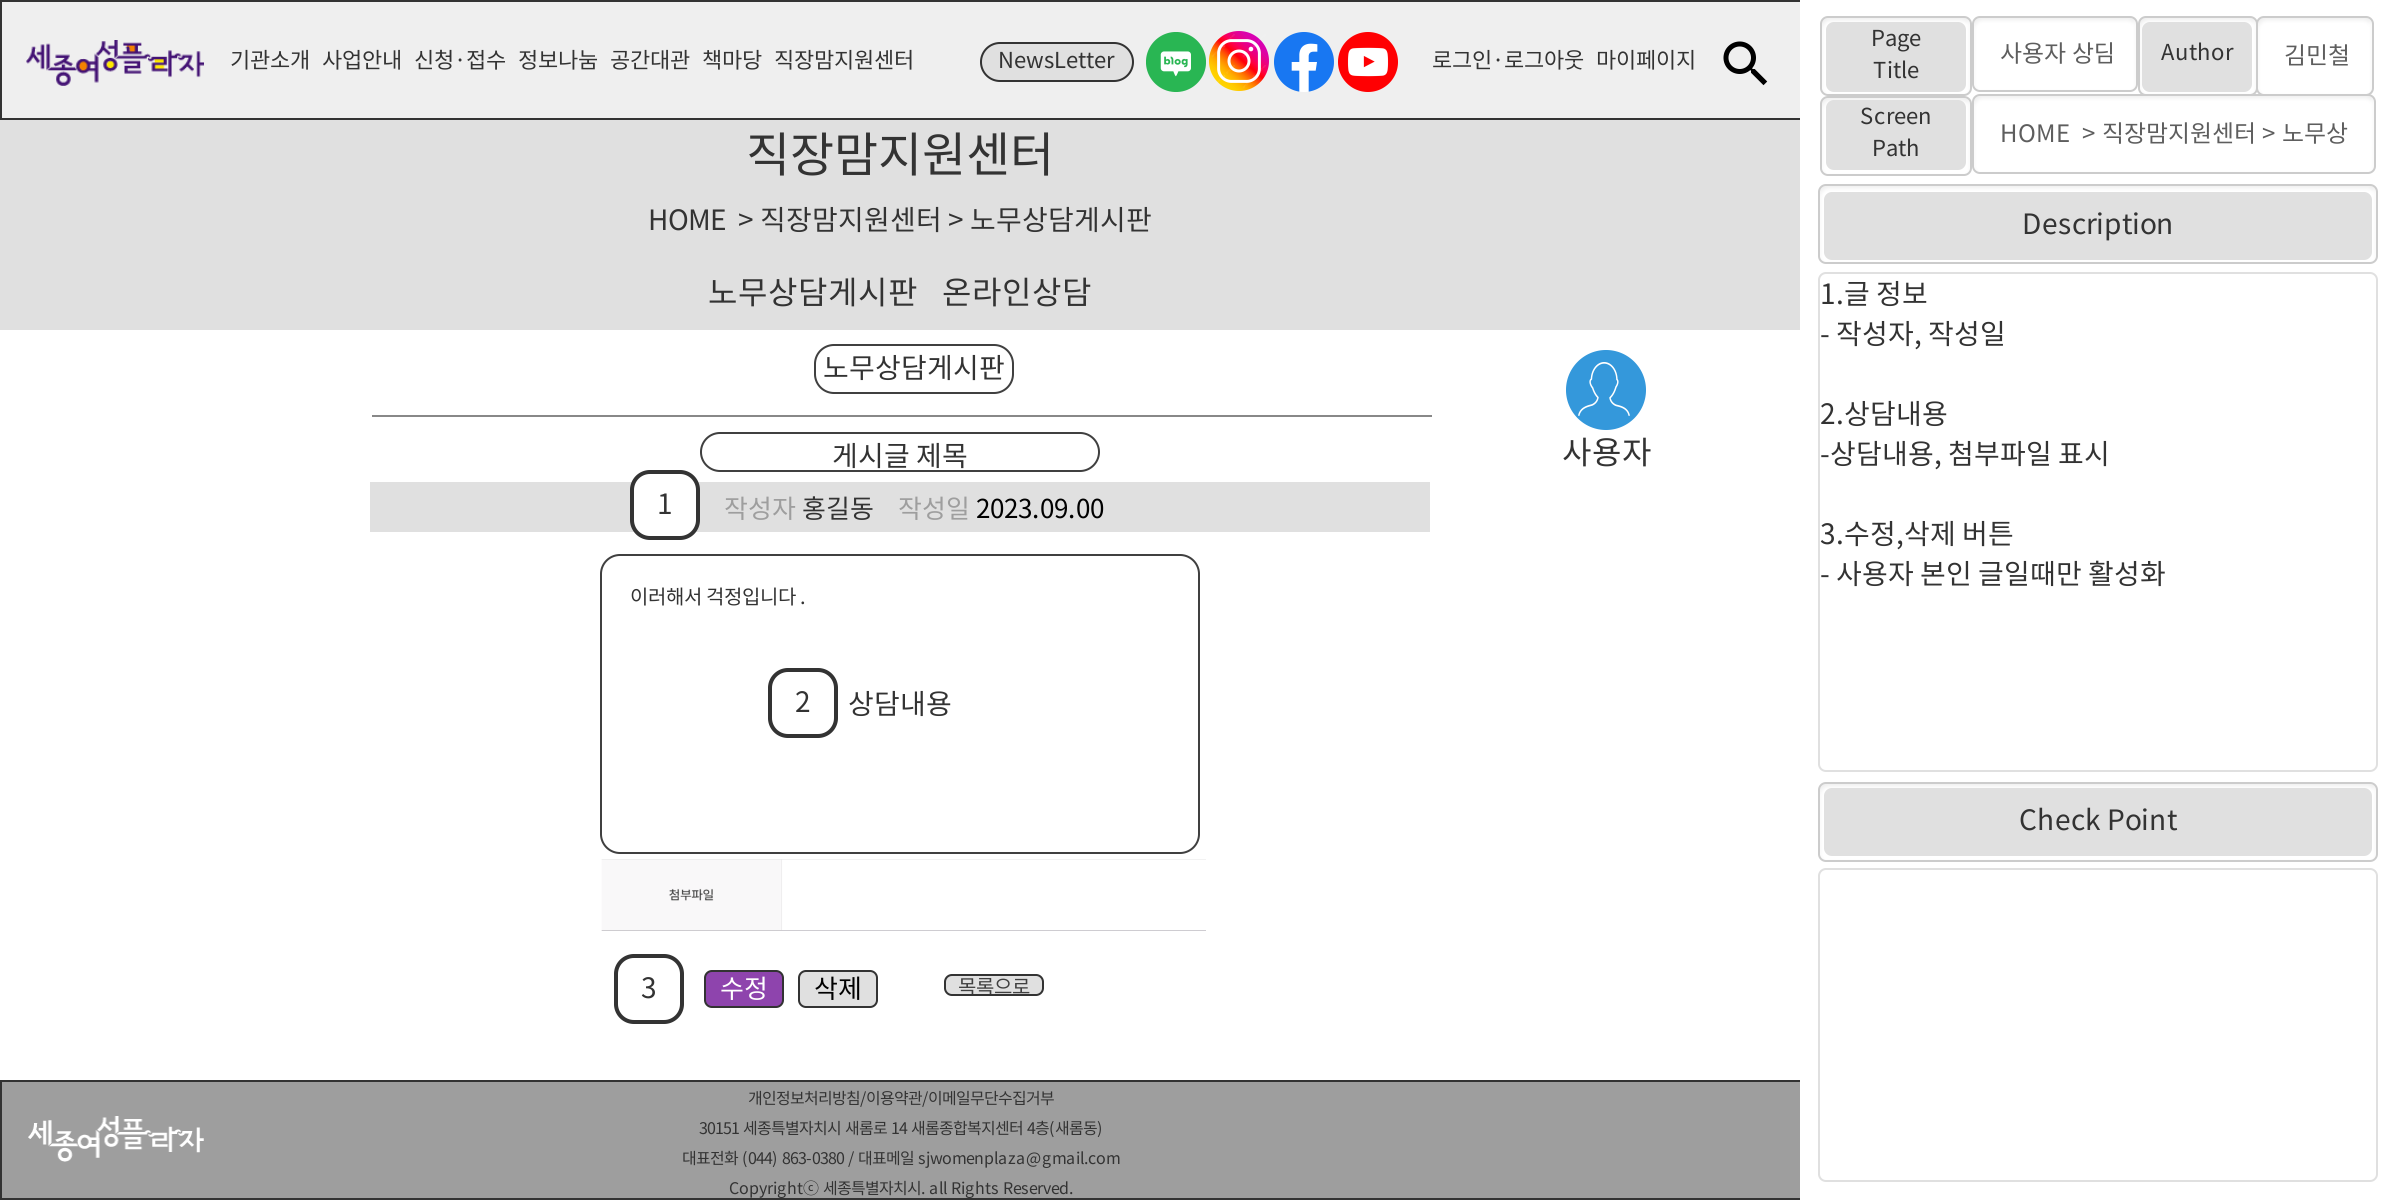 세종여성플라자
기관소개 사업안내 신청·접수 정보나눔 공간대관 책마당 직장맘지원센터
NewsLetter
blog
로그인·로그아웃 마이페이지
직장맘지원센터
HOME > 직장맘지원센터 > 노무상담게시판
노무상담게시판 온라인상담
노무상담게시판
사용자
게시글 제목
1 작성자 홍길동 작성일 2023.09.00
이러해서 걱정입니다 .
2 상담내용
첨부파일
3 수정 삭제 목록으로
세종여성플라자
개인정보처리방침/이용약관/이메일무단수집거부
30151 세종특별자치시 새롬로 14 새롬종합복지센터 4층(새롬동)
대표전화 (044) 863-0380 / 대표메일 sjwomenplaza@gmail.com
Copyrightⓒ 세종특별자치시. all Rights Reserved.
Page
Title
사용자 상딤
Author
김민철
Screen
Path
HOME > 직장맘지원센터 > 노무상
Description
1.글 정보
- 작성자, 작성일
2.상담내용
-상담내용, 첨부파일 표시
3.수정,삭제 버튼
- 사용자 본인 글일때만 활성화
Check Point